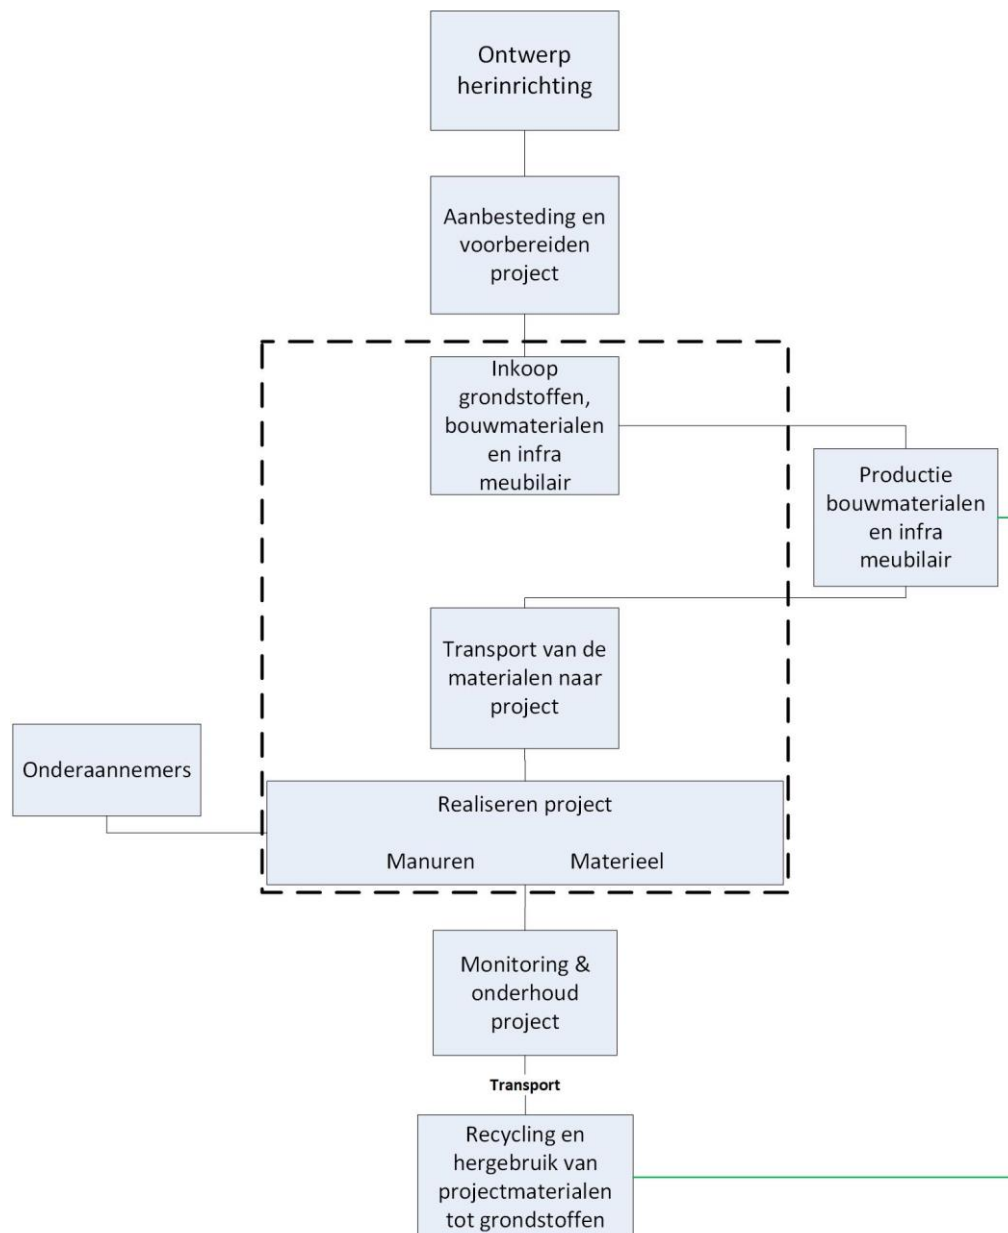 Ontwerp
herinrichting
Aanbesteding en
voorbereiden
project
Inkoop
grondstoffen,
bouwmaterialen
en infra
meubilair
Productie
bouwmaterialen
en infra
meubilair
Transport van de
materialen naar
project
Onderaannemers
Realiseren project
Manuren Materieel
Monitoring &
onderhoud
project
Transport
Recycling en
hergebruik van
projectmaterialen
tot grondstoffen